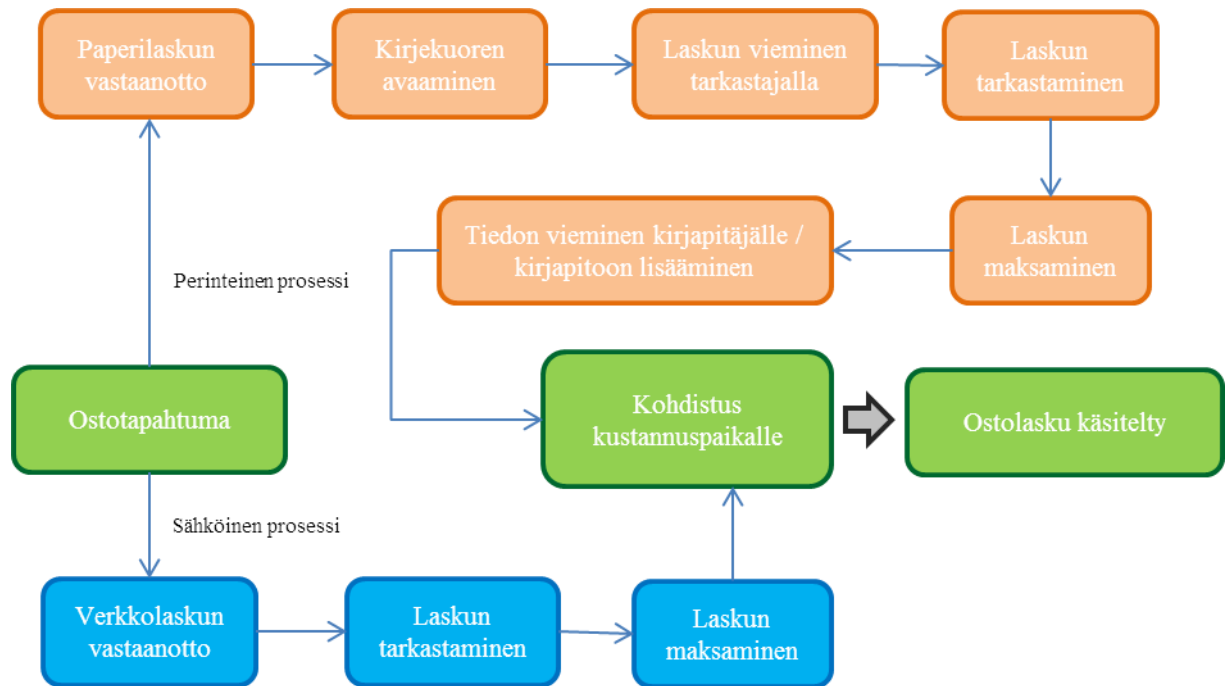 Paperilaskun
vastaanotto
Kirjekuoren
avaaminen
Laskun vieminen
tarkastajalla
Laskun
tarkastaminen
Tiedon vieminen kirjapitäjälle /
kirjapitoon lisääminen
Laskun
maksaminen
Perinteinen prosessi
Ostotapahtuma
Kohdistus
kustannuspaikalle
Ostolasku käsitelty
Sähköinen prosessi
Verkkolaskun
vastaanotto
Laskun
tarkastaminen
Laskun
maksaminen